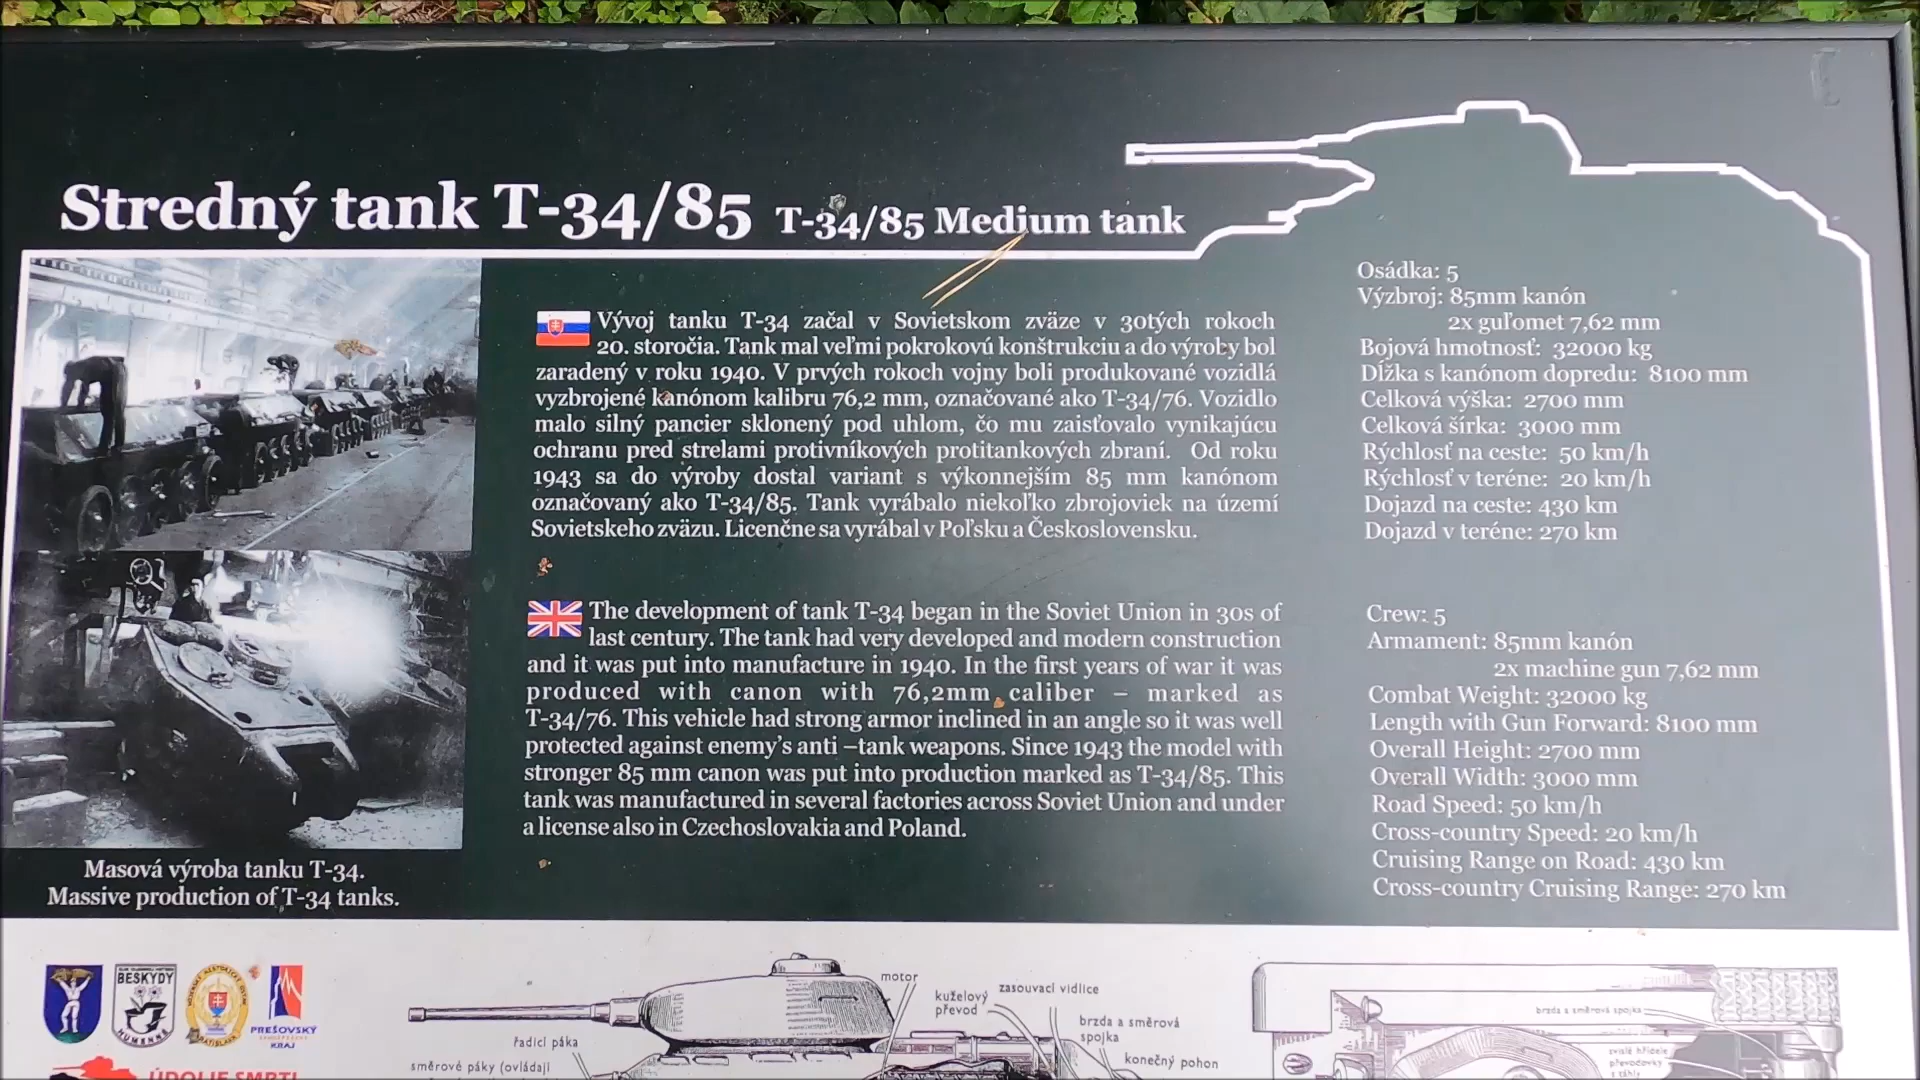 Stredný tank T-34/85 T-34/85 Medium tank
Vývoj tanku T-34 začal v Sovietskom zväze v 30tých rokoch
20. storočia. Tank mal veľmi pokrokovú konštrukciu a do výroby bol
zaradený v roku 1940. V prvých rokoch vojny boli produkované vozidlá
vyzbrojené kanónom kalibru 76,2 mm, označované ako T-34/76. Vozidlo
malo silný pancier sklonený pod uhlom, čo mu zaisťovalo vynikajúcu
ochranu pred strelami protivníkových protitankových zbraní. Od roku
1943 sa do výroby dostal variant s výkonnejším 85 mm kanónom
označovaný ako T-34/85. Tank vyrábalo niekoľko zbrojoviek na území
Sovietskeho zväzu. Licenčne sa vyrábal v Poľsku a Československu.
Osádka: 5
Výzbroj: 85mm kanón
2x guľomet 7,62 mm
Bojová hmotnosť: 32000 kg
Dĺžka s kanónom dopredu: 8100 mm
Celková výška: 2700 mm
Celková šírka: 3000 mm
Rýchlosť na ceste: 50 km/h
Rýchlosť v teréne: 20 km/h
Dojazd na ceste: 430 km
Dojazd v teréne: 270 km
The development of tank T-34 began in the Soviet Union in 30s of
last century. The tank had very developed and modern construction
and it was put into manufacture in 1940. In the first years of war it was
produced with canon with 76,2mm caliber – marked as
T-34/76. This vehicle had strong armor inclined in an angle so it was well
protected against enemy's anti –tank weapons. Since 1943 the model with
stronger 85 mm canon was put into production marked as T-34/85. This
tank was manufactured in several factories across Soviet Union and under
a license also in Czechoslovakia and Poland.
Crew: 5
Armament: 85mm kanón
2x machine gun 7,62 mm
Combat Weight: 32000 kg
Length with Gun Forward: 8100 mm
Overall Height: 2700 mm
Overall Width: 3000 mm
Road Speed: 50 km/h
Cross-country Speed: 20 km/h
Cruising Range on Road: 430 km
Cross-country Cruising Range: 270 km
Masová výroba tanku T-34.
Massive production of T-34 tanks.
BESKYDY
HUMENNÉ
PREŠOVSKÝ
KRAJ
ÚDOLIE SMRTI
motor
kuželový
převod
zasouvací vidlice
brzda a směrová
spojka
konečný pohon
řadicí páka
směrové páky (ovládají
brzda a směrová spojka
svislé hřídele
převodovky
s táhly